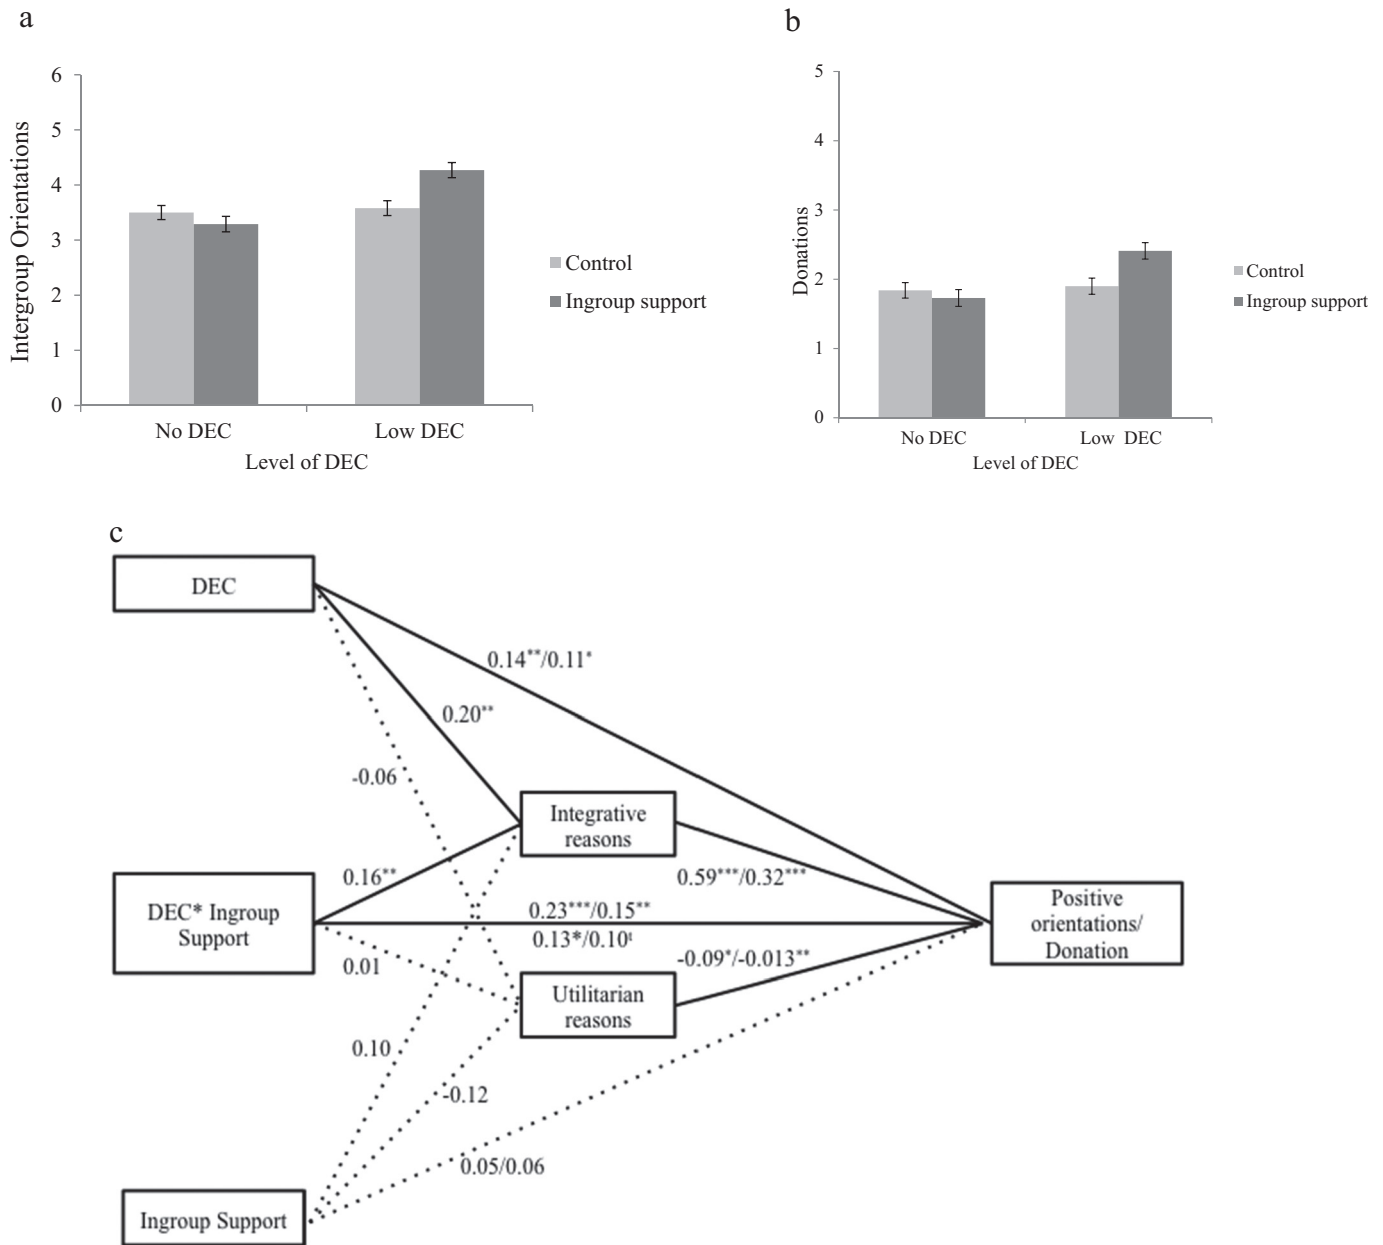 a
6
5
4
3
2
1
0
Intergroup Orientations
No DEC
Low DEC
Level of DEC
Control
Ingroup support
b
5
4
3
2
1
0
Donations
No DEC
Low DEC
Level of DEC
Control
Ingroup support
c
DEC
0.14**/0.11*
0.20**
-0.06
Integrative
reasons
0.16**
0.59***/0.32***
DEC* Ingroup
Support
0.23***/0.15**
0.13*/0.10ᵗ
Positive
orientations/
Donation
0.01
-0.09*/-0.013**
Utilitarian
reasons
0.10
-0.12
0.05/0.06
Ingroup Support